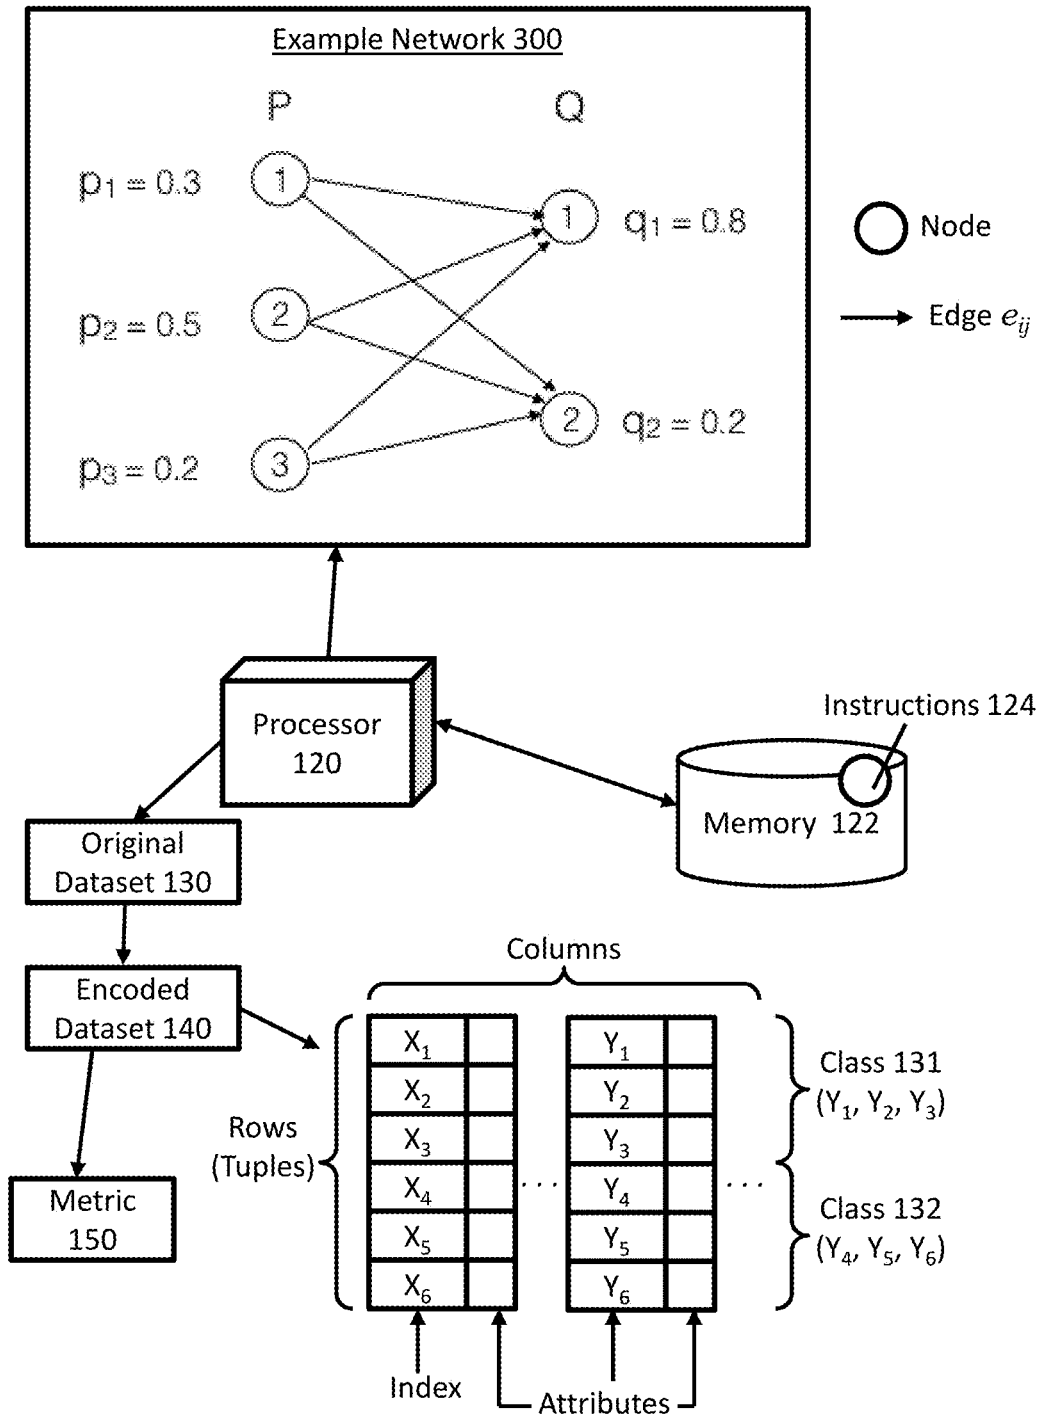 Example Network 300
P
Q
p₁ = 0.3
1
1
q₁ = 0.8
Node
p₂ = 0.5
2
Edge eᵢⱼ
2
q₂ = 0.2
p₃ = 0.2
3
Processor
120
Instructions 124
Memory 122
Original
Dataset 130
Encoded
Dataset 140
Metric
150
Columns
Rows
(Tuples)
X₁ Y₁
X₂ Y₂
X₃ Y₃
X₄ ... Y₄ ...
X₅ Y₅
X₆ Y₆
Class 131
(Y₁, Y₂, Y₃)
Class 132
(Y₄, Y₅, Y₆)
Index
Attributes